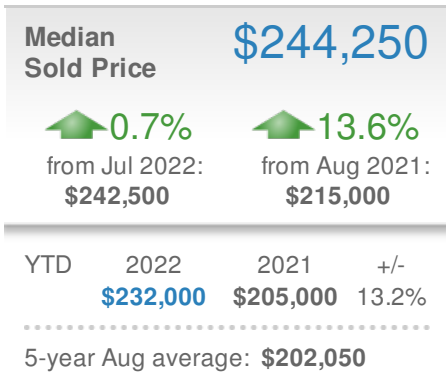 Median $244,250
Sold Price
0.7% 13.6%
from Jul 2022: from Aug 2021:
$242,500 $215,000
YTD 2022 2021 +/-
$232,000 $205,000 13.2%
5-year Aug average: $202,050